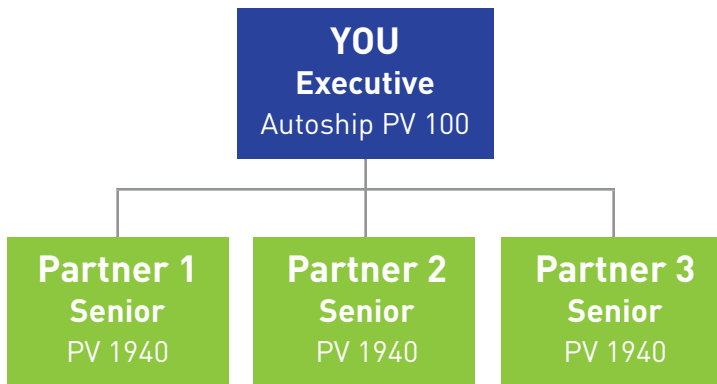 YOU
Executive
Autoship PV 100
Partner 1
Senior
PV 1940
Partner 2
Senior
PV 1940
Partner 3
Senior
PV 1940